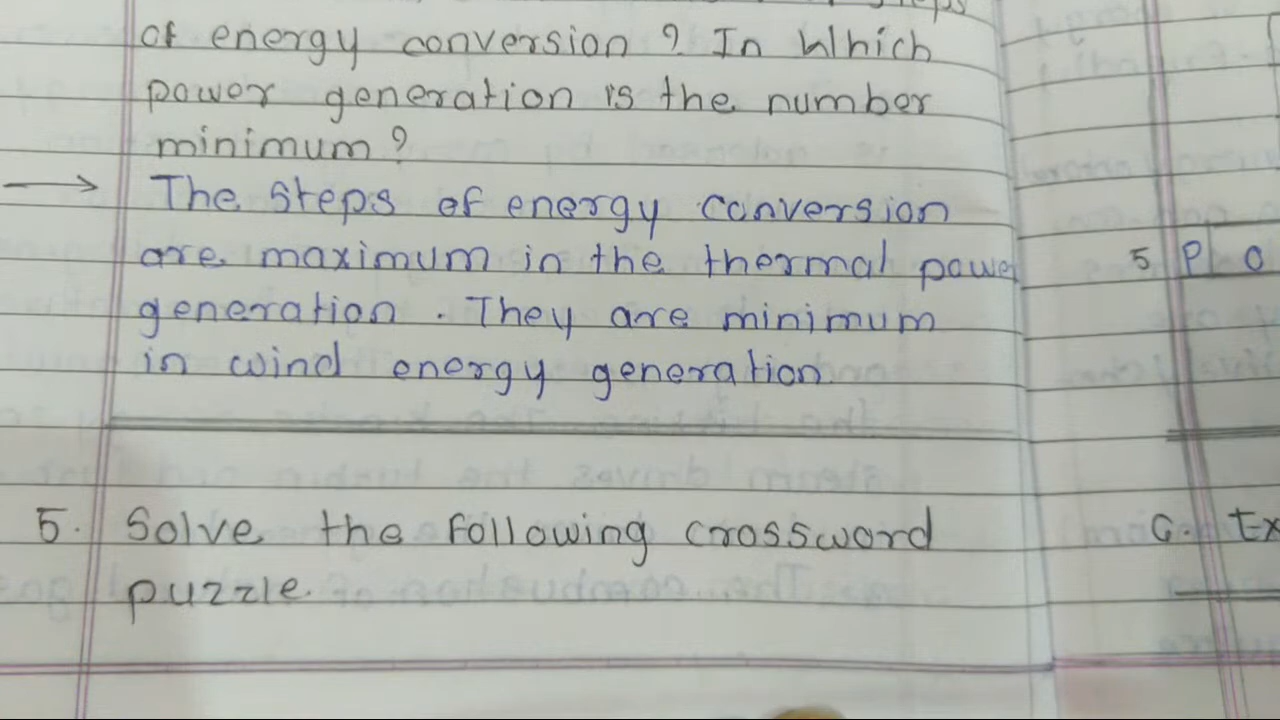 of energy conversion ? In Which
power generation is the number
minimum ?
→ The steps of energy conversion
are maximum in the thermal power
generation . They are minimum
in wind energy generation.
5. Solve the following crossword
puzzle.
5 P O
G. Ex